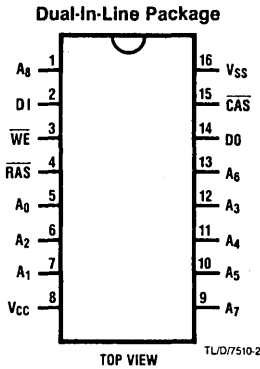 Dual-In-Line Package
A8 1 16 VSS
DI 2 15 CAS
WE 3 14 DO
RAS 4 13 A6
A0 5 12 A3
A2 6 11 A4
A1 7 10 A5
VCC 8 9 A7
TL/D/7510-2
TOP VIEW